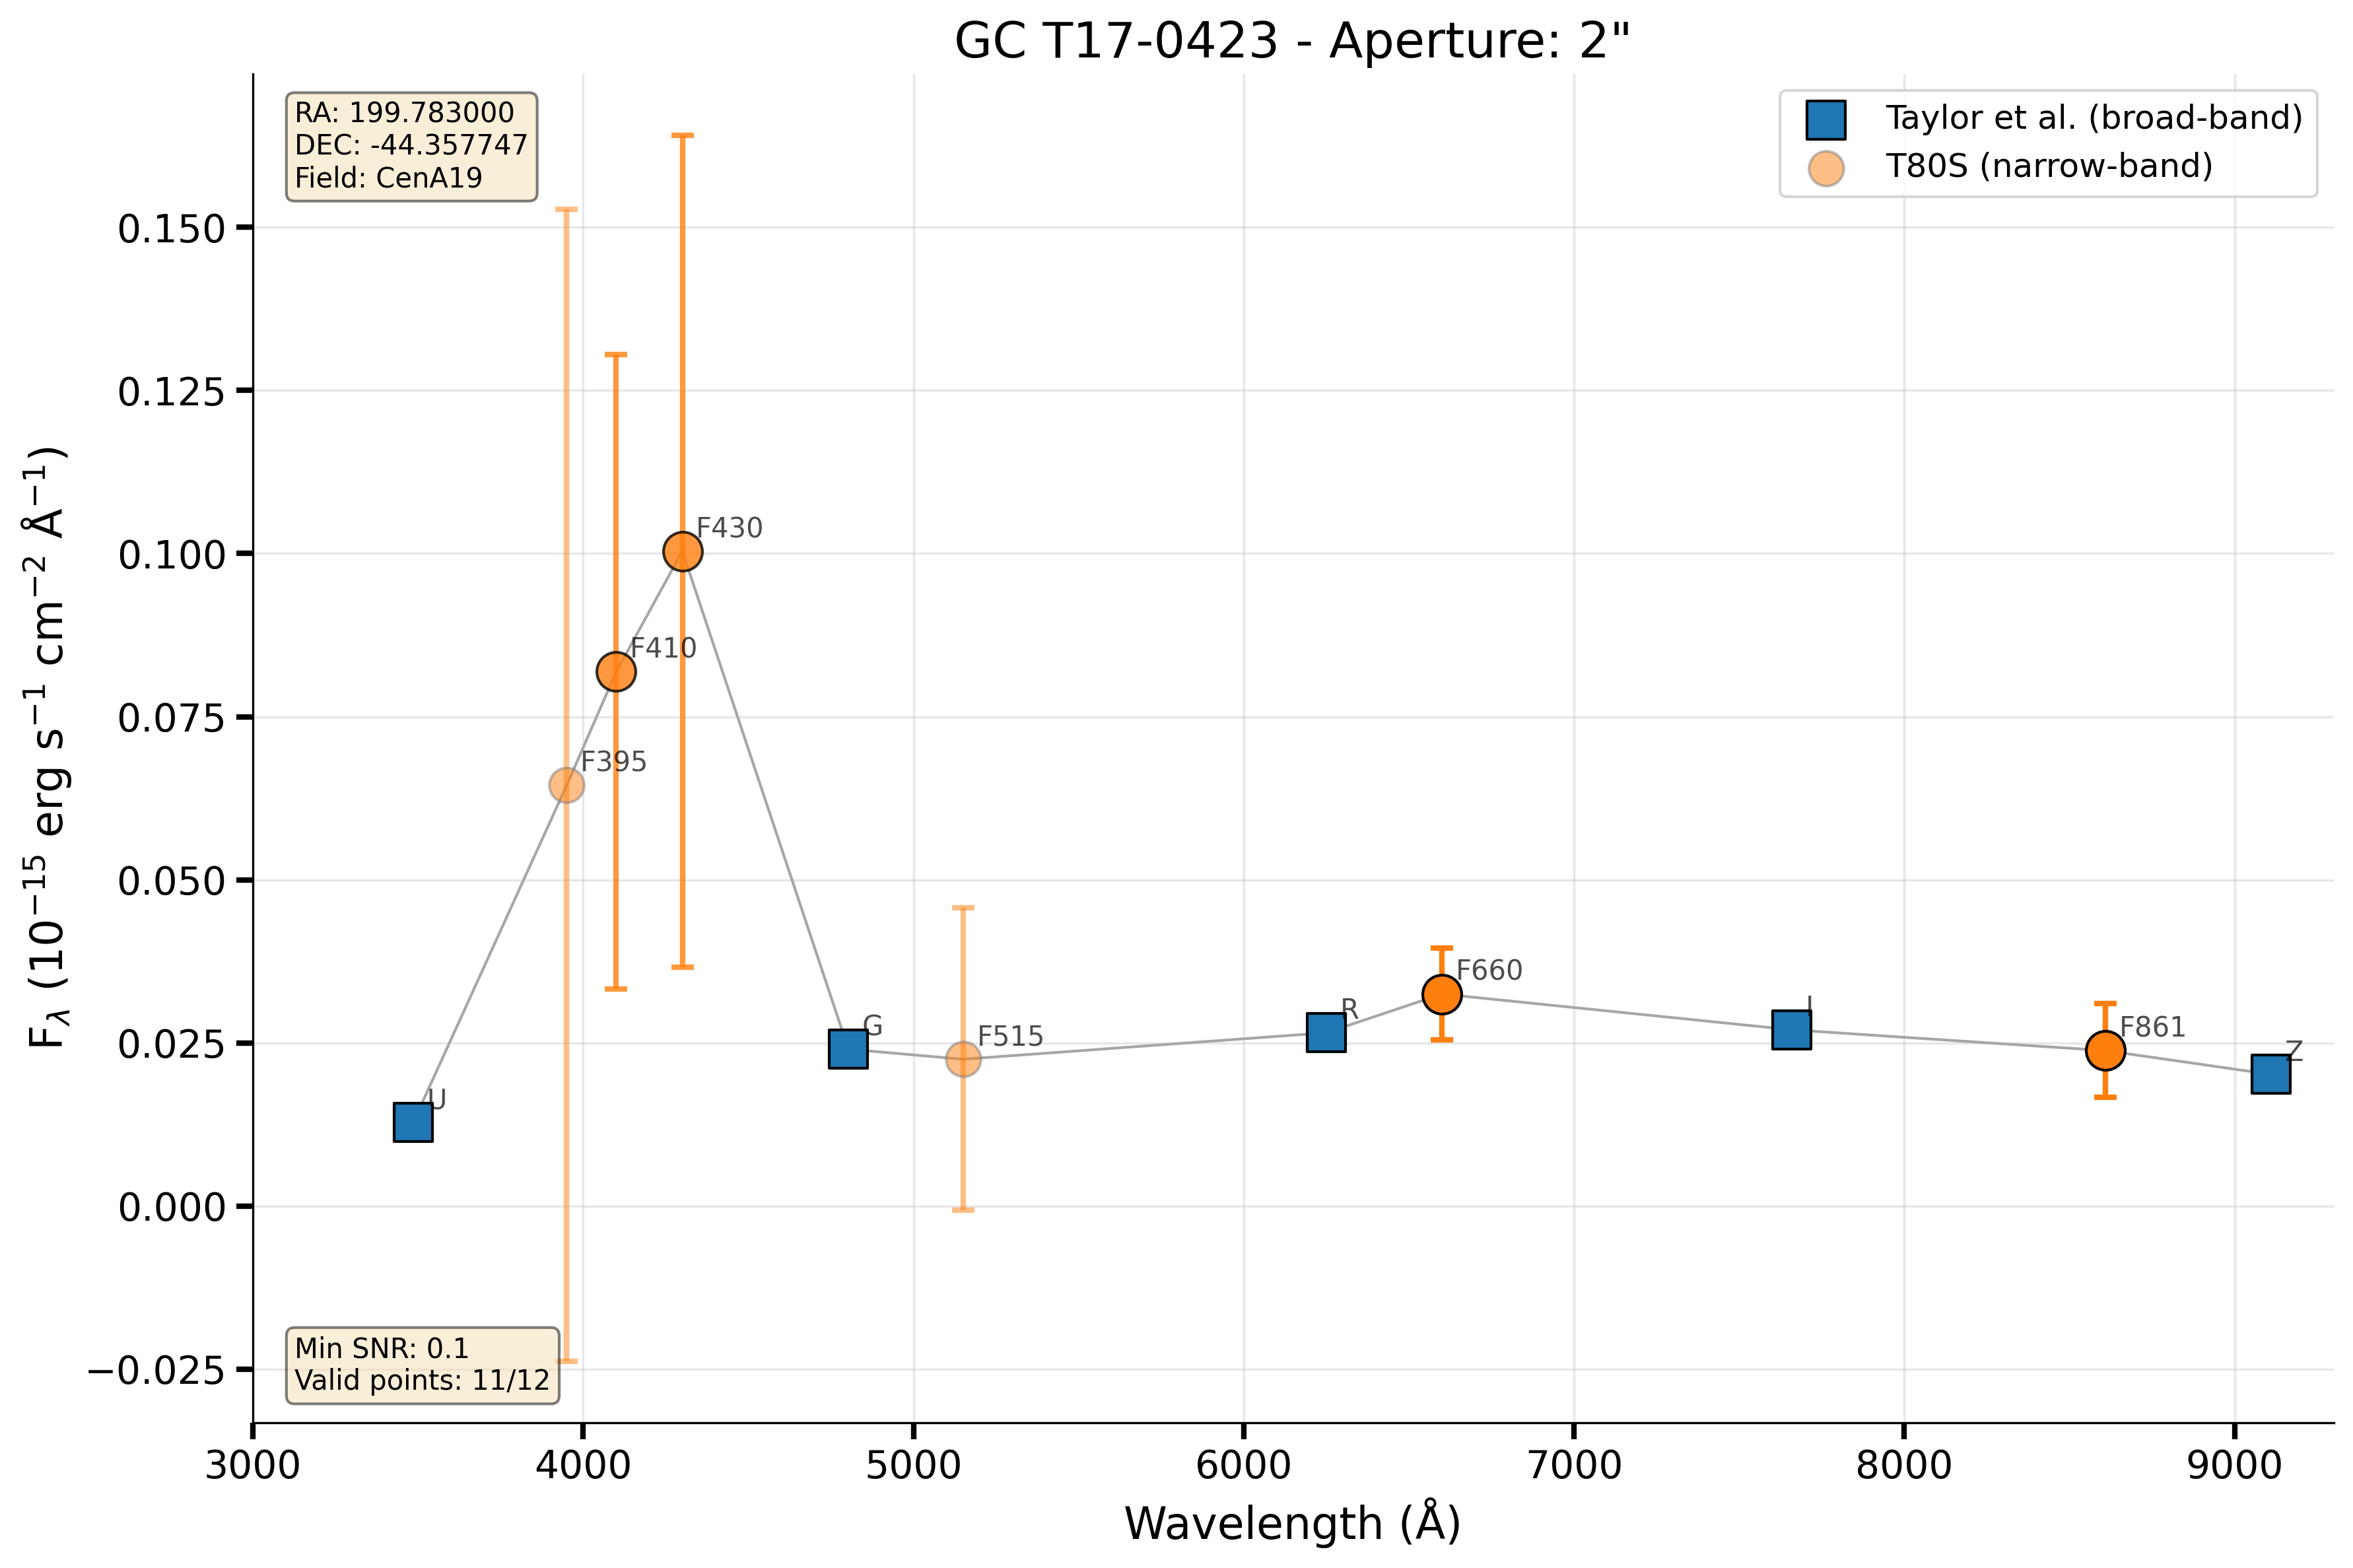 GC T17-0423 - Aperture: 2"
RA: 199.783000
DEC: -44.357747
Field: CenA19
Taylor et al. (broad-band)
T80S (narrow-band)
F$_λ$ (10$^{−15}$ erg s$^{−1}$ cm$^{−2}$ Å$^{−1}$)
0.150
0.125
0.100
0.075
0.050
0.025
0.000
−0.025
U
F395
F410
F430
G
F515
R
F660
I
F861
Z
Min SNR: 0.1
Valid points: 11/12
3000 4000 5000 6000 7000 8000 9000
Wavelength (Å)